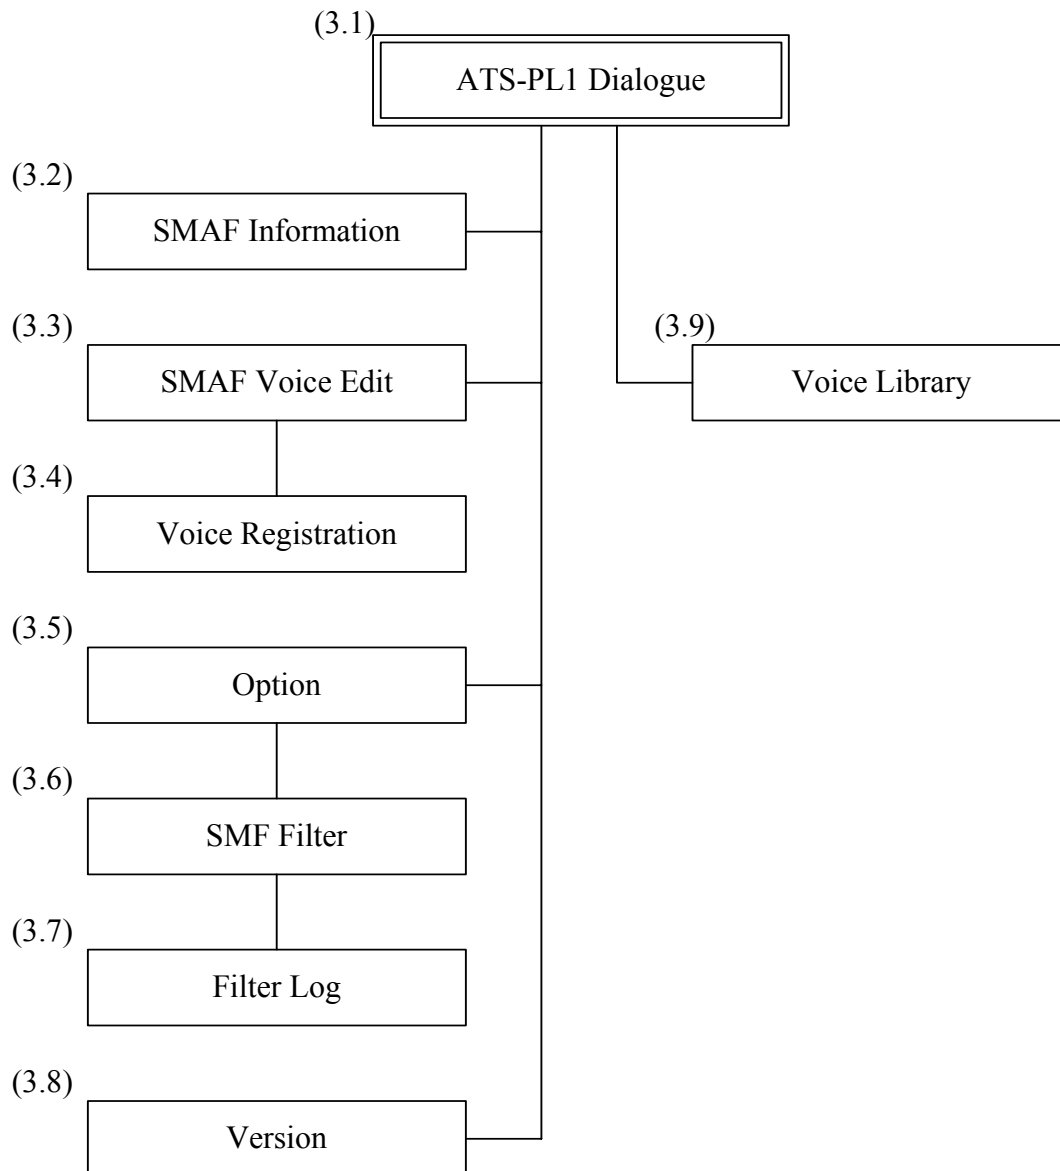 (3.1)
ATS-PL1 Dialogue
(3.2)
SMAF Information
(3.3)
SMAF Voice Edit
(3.9)
Voice Library
(3.4)
Voice Registration
(3.5)
Option
(3.6)
SMF Filter
(3.7)
Filter Log
(3.8)
Version